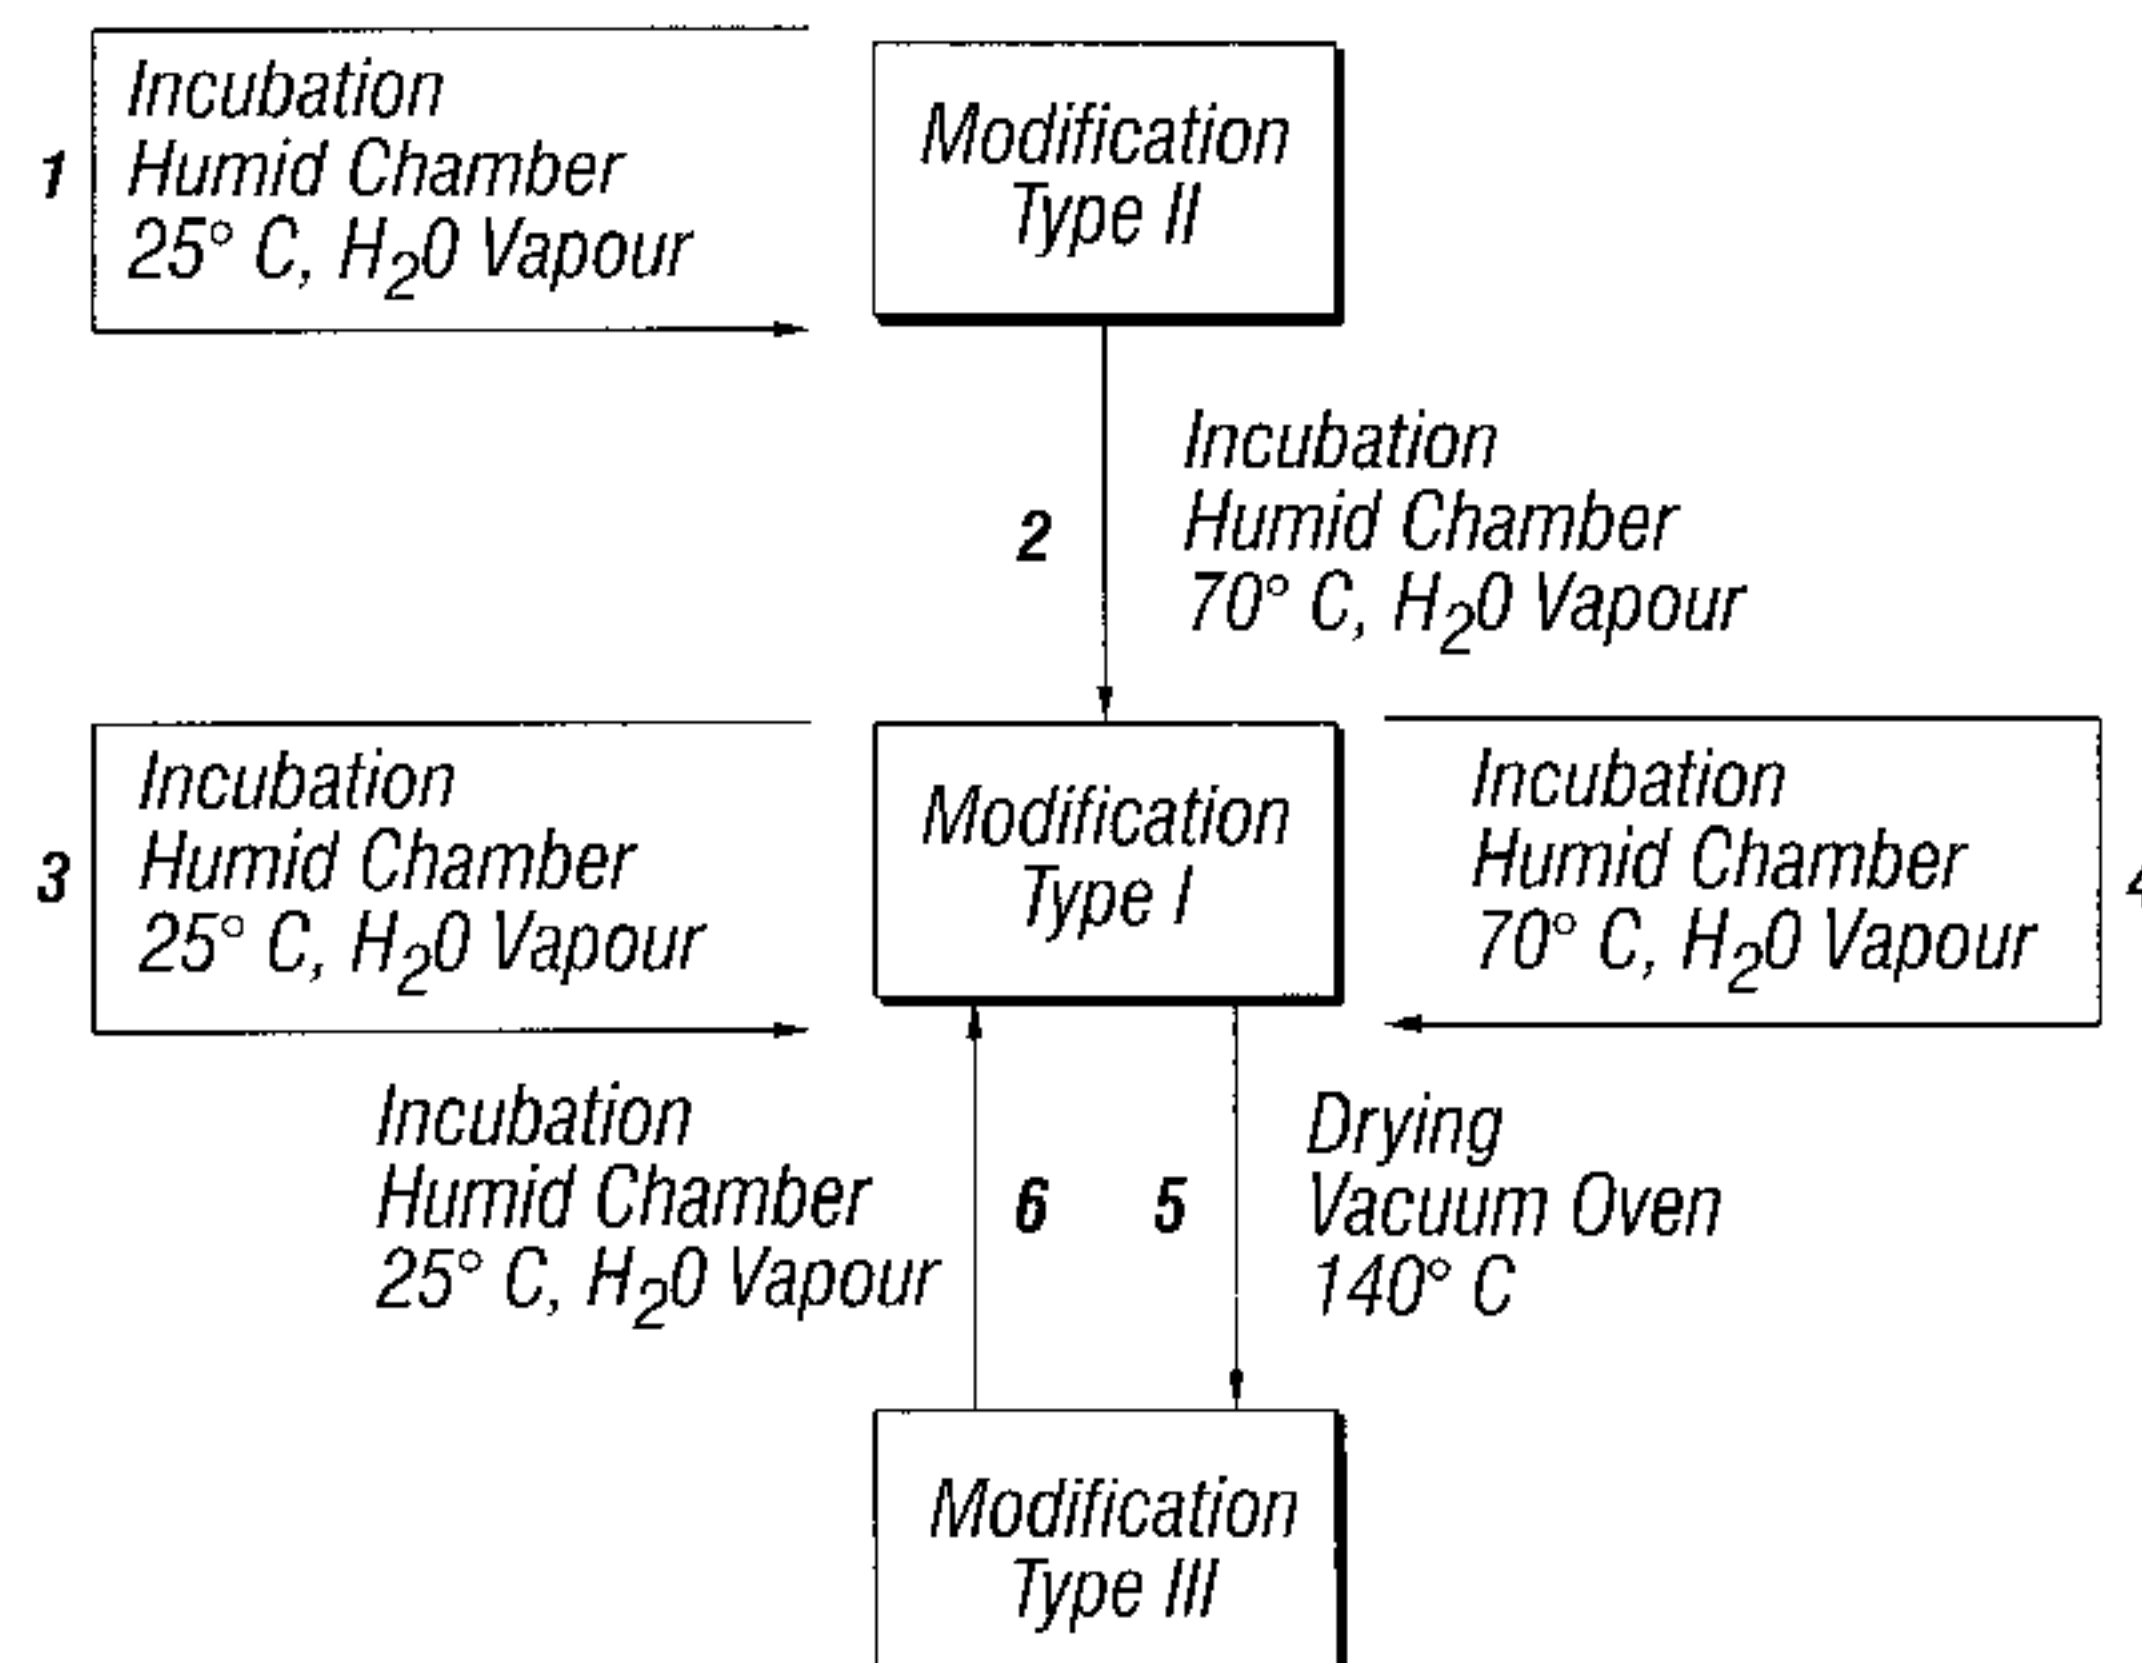 Incubation
Humid Chamber
25° C, H₂0 Vapour
1
Modification
Type II
2
Incubation
Humid Chamber
70° C, H₂0 Vapour
3
Incubation
Humid Chamber
25° C, H₂0 Vapour
Modification
Type I
Incubation
Humid Chamber
70° C, H₂0 Vapour
Incubation
Humid Chamber
25° C, H₂0 Vapour
6
5
Drying
Vacuum Oven
140° C
Modification
Type III